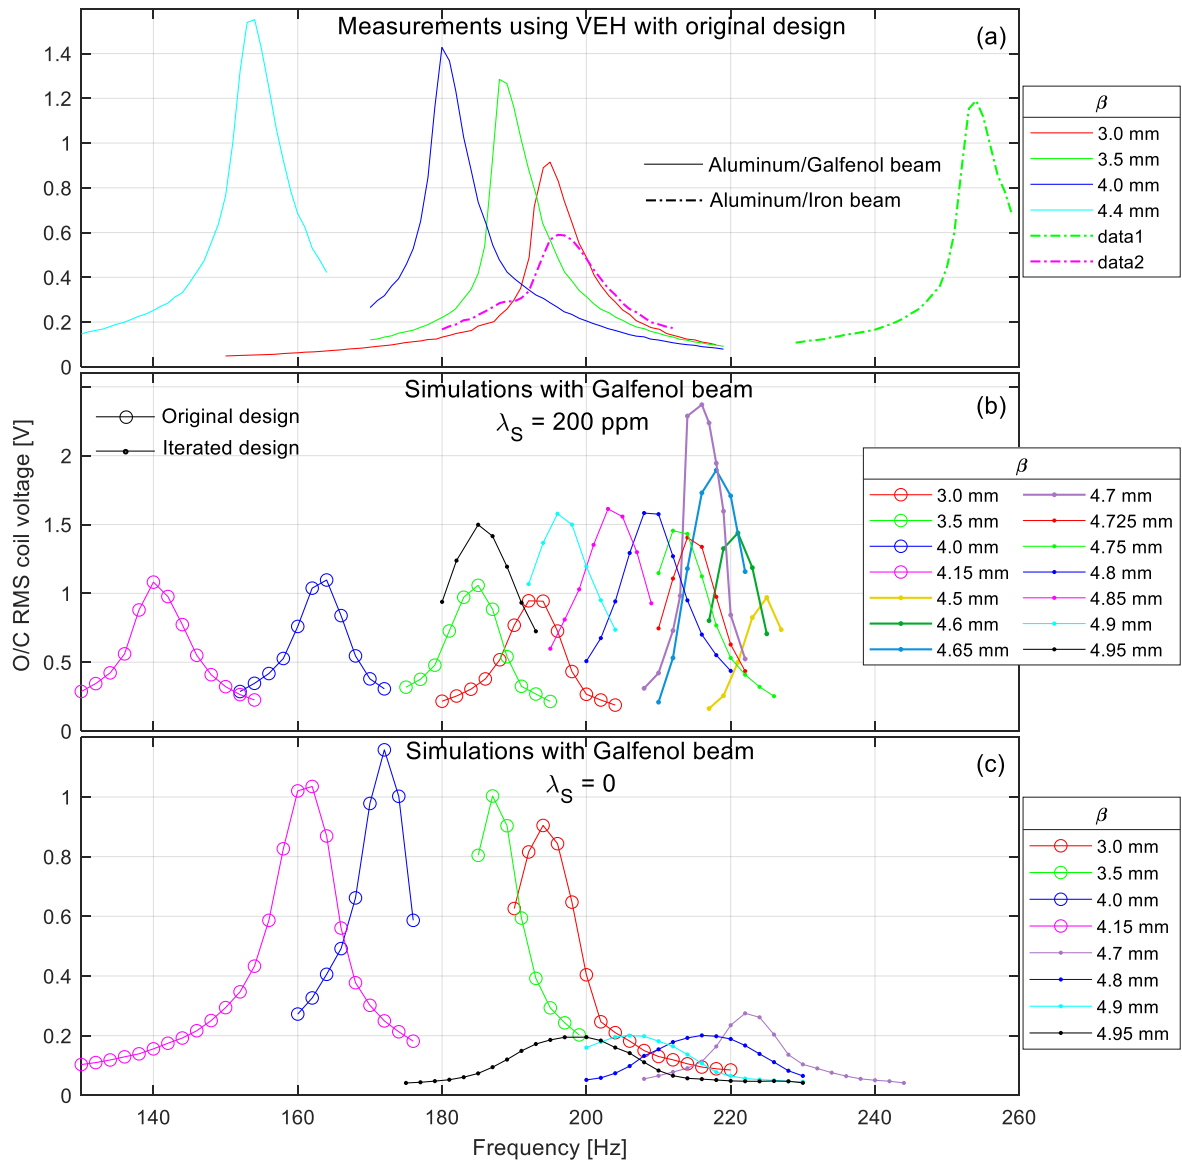 Measurements using VEH with original design
(a)
1.4
1.2
1
0.8
0.6
0.4
0.2
0
Aluminum/Galfenol beam
Aluminum/Iron beam
β
3.0 mm
3.5 mm
4.0 mm
4.4 mm
data1
data2
Simulations with Galfenol beam
λS = 200 ppm
(b)
Original design
Iterated design
2
1.5
1
0.5
0
O/C RMS coil voltage [V]
β
3.0 mm 4.7 mm
3.5 mm 4.725 mm
4.0 mm 4.75 mm
4.15 mm 4.8 mm
4.5 mm 4.85 mm
4.6 mm 4.9 mm
4.65 mm 4.95 mm
Simulations with Galfenol beam
λS = 0
(c)
1
0.8
0.6
0.4
0.2
0
β
3.0 mm
3.5 mm
4.0 mm
4.15 mm
4.7 mm
4.8 mm
4.9 mm
4.95 mm
140 160 180 200 220 240 260
Frequency [Hz]